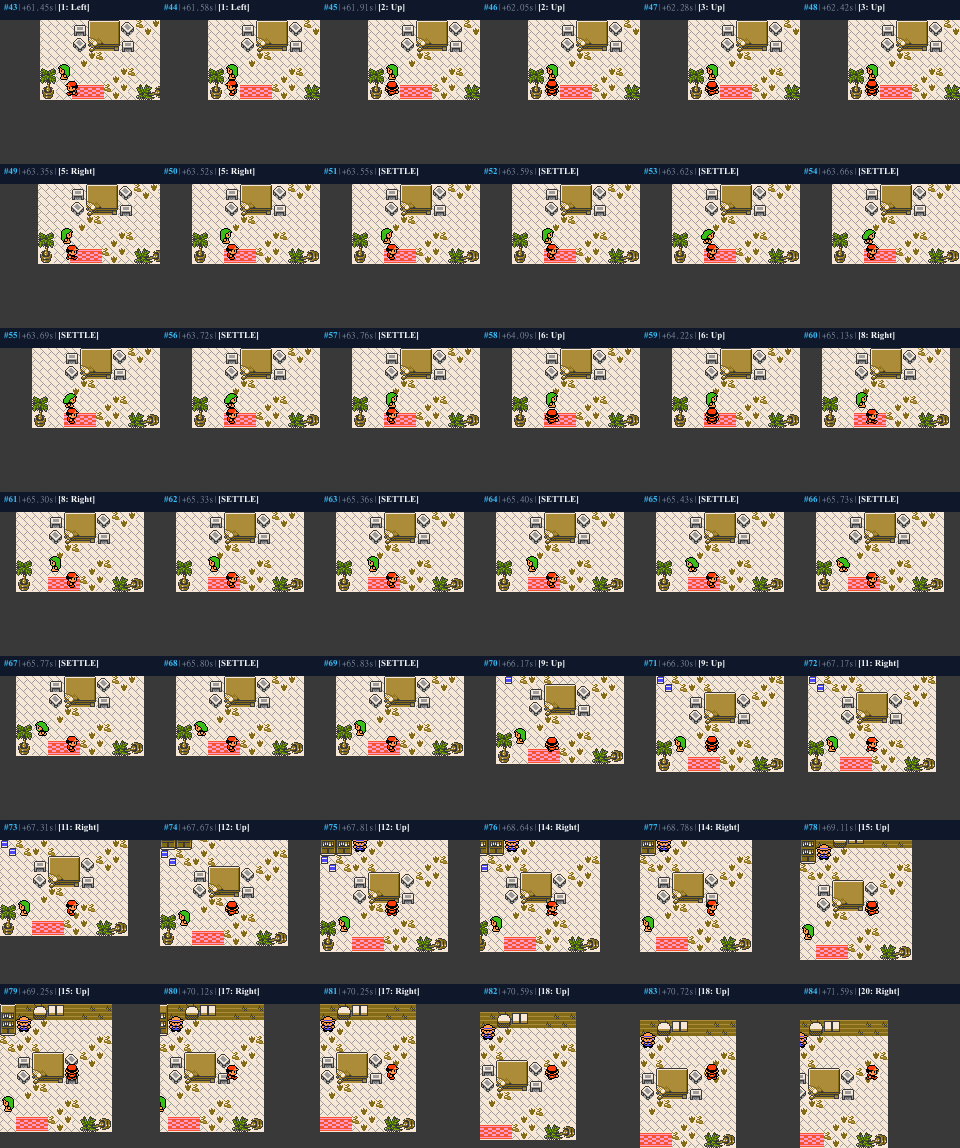 #43 | +61.45s | [1: Left] #44 | +61.58s | [1: Left] #45 | +61.91s | [2: Up] #46 | +62.05s | [2: Up] #47 | +62.28s | [3: Up] #48 | +62.42s | [3: Up]
#49 | +63.35s | [5: Right] #50 | +63.52s | [5: Right] #51 | +63.55s | [SETTLE] #52 | +63.59s | [SETTLE] #53 | +63.62s | [SETTLE] #54 | +63.66s | [SETTLE]
#55 | +63.69s | [SETTLE] #56 | +63.72s | [SETTLE] #57 | +63.76s | [SETTLE] #58 | +64.09s | [6: Up] #59 | +64.22s | [6: Up] #60 | +65.13s | [8: Right]
#61 | +65.30s | [8: Right] #62 | +65.33s | [SETTLE] #63 | +65.36s | [SETTLE] #64 | +65.40s | [SETTLE] #65 | +65.43s | [SETTLE] #66 | +65.73s | [SETTLE]
#67 | +65.77s | [SETTLE] #68 | +65.80s | [SETTLE] #69 | +65.83s | [SETTLE] #70 | +66.17s | [9: Up] #71 | +66.30s | [9: Up] #72 | +67.17s | [11: Right]
#73 | +67.31s | [11: Right] #74 | +67.67s | [12: Up] #75 | +67.81s | [12: Up] #76 | +68.64s | [14: Right] #77 | +68.78s | [14: Right] #78 | +69.11s | [15: Up]
#79 | +69.25s | [15: Up] #80 | +70.12s | [17: Right] #81 | +70.25s | [17: Right] #82 | +70.59s | [18: Up] #83 | +70.72s | [18: Up] #84 | +71.59s | [20: Right]